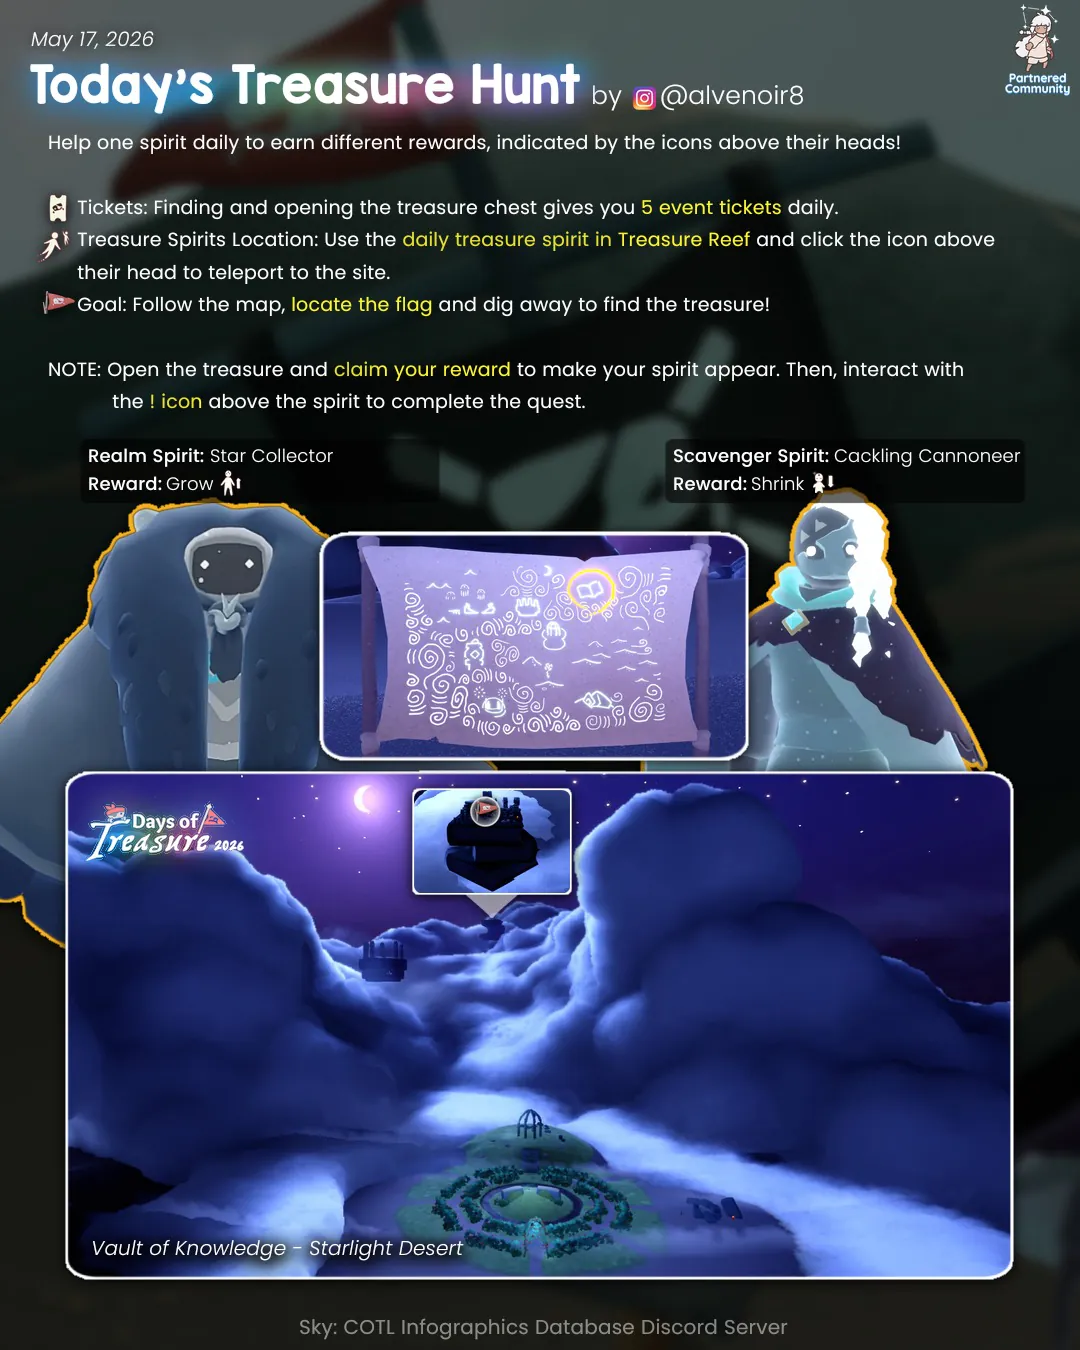 May 17, 2026
Today's Treasure Hunt by @alvenoir8
Partnered
Community
Help one spirit daily to earn different rewards, indicated by the icons above their heads!
Tickets: Finding and opening the treasure chest gives you 5 event tickets daily.
Treasure Spirits Location: Use the daily treasure spirit in Treasure Reef and click the icon above
their head to teleport to the site.
Goal: Follow the map, locate the flag and dig away to find the treasure!
NOTE: Open the treasure and claim your reward to make your spirit appear. Then, interact with
the ! icon above the spirit to complete the quest.
Realm Spirit: Star Collector
Reward: Grow
Scavenger Spirit: Cackling Cannoneer
Reward: Shrink
Days of
Treasure 2026
Vault of Knowledge - Starlight Desert
Sky: COTL Infographics Database Discord Server